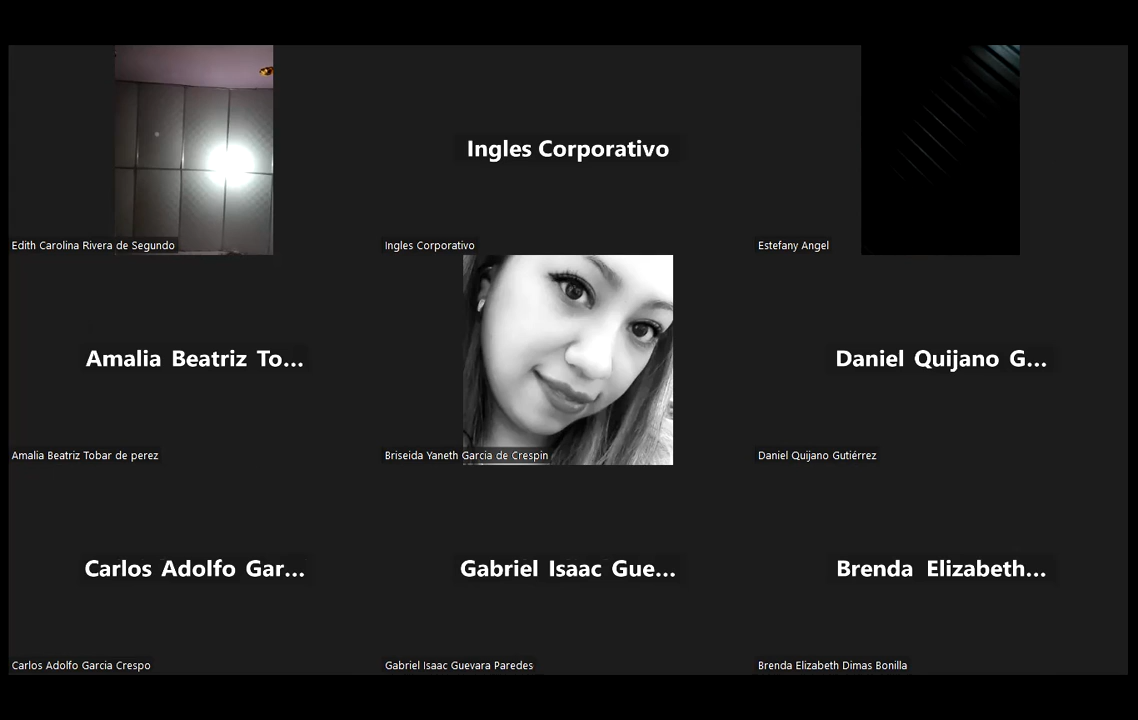 Edith Carolina Rivera de Segundo
Ingles Corporativo
Ingles Corporativo
Estefany Angel
Amalia Beatriz To...
Amalia Beatriz Tobar de perez
Briseida Yaneth Garcia de Crespin
Daniel Quijano G...
Daniel Quijano Gutiérrez
Carlos Adolfo Gar...
Carlos Adolfo Garcia Crespo
Gabriel Isaac Gue...
Gabriel Isaac Guevara Paredes
Brenda Elizabeth...
Brenda Elizabeth Dimas Bonilla